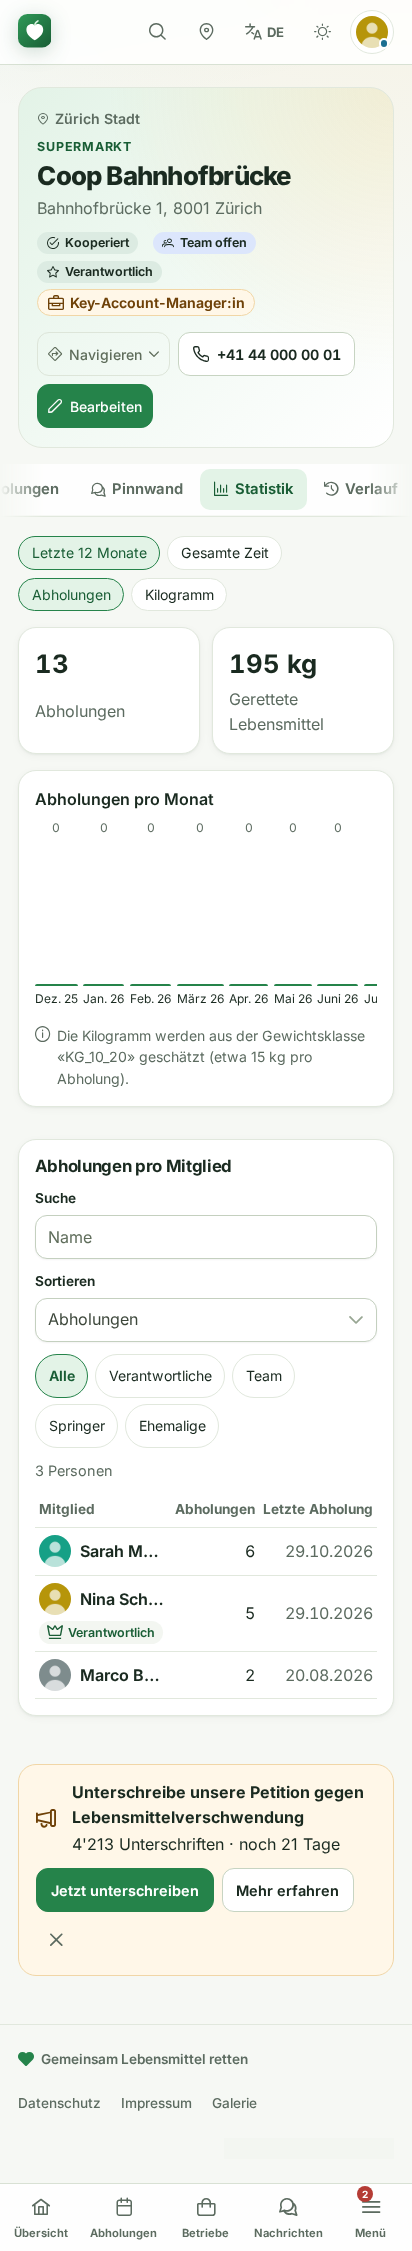 DE
Zürich Stadt
SUPERMARKT
Coop Bahnhofbrücke
Bahnhofbrücke 1, 8001 Zürich
Kooperiert Team offen
Verantwortlich
Key-Account-Manager:in
Navigieren +41 44 000 00 01
Bearbeiten
olungen Pinnwand Statistik Verlauf
Letzte 12 Monate Gesamte Zeit
Abholungen Kilogramm
13
Abholungen
195 kg
Gerettete
Lebensmittel
Abholungen pro Monat
0 0 0 0 0 0 0
Dez. 25 Jan. 26 Feb. 26 März 26 Apr. 26 Mai 26 Juni 26 Ju
Die Kilogramm werden aus der Gewichtsklasse
«KG_10_20» geschätzt (etwa 15 kg pro
Abholung).
Abholungen pro Mitglied
Suche
Name
Sortieren
Abholungen
Alle Verantwortliche Team
Springer Ehemalige
3 Personen
Mitglied Abholungen Letzte Abholung
Sarah M... 6 29.10.2026
Nina Sch... 5 29.10.2026
Verantwortlich
Marco B... 2 20.08.2026
Unterschreibe unsere Petition gegen
Lebensmittelverschwendung
4'213 Unterschriften · noch 21 Tage
Jetzt unterschreiben Mehr erfahren
Gemeinsam Lebensmittel retten
Datenschutz Impressum Galerie
2
Übersicht Abholungen Betriebe Nachrichten Menü